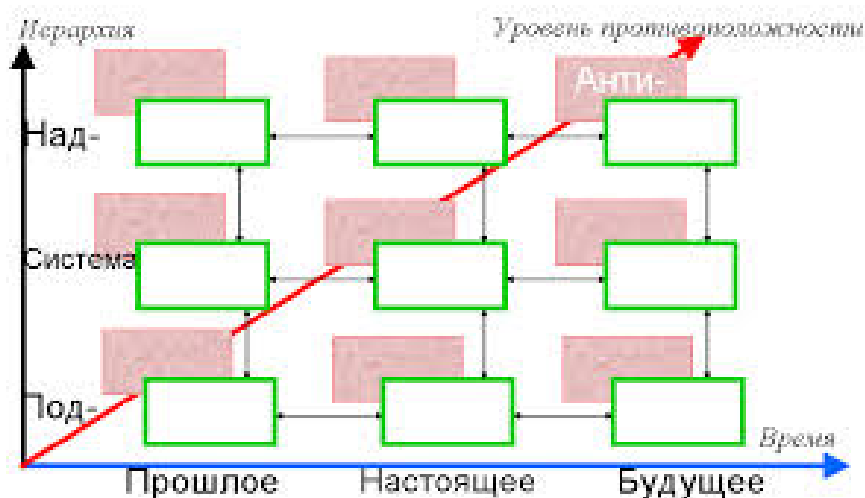 Иерархия
Уровень противоположности
Анти-
Над-
Система
Под-
Время
Прошлое
Настоящее
Будущее